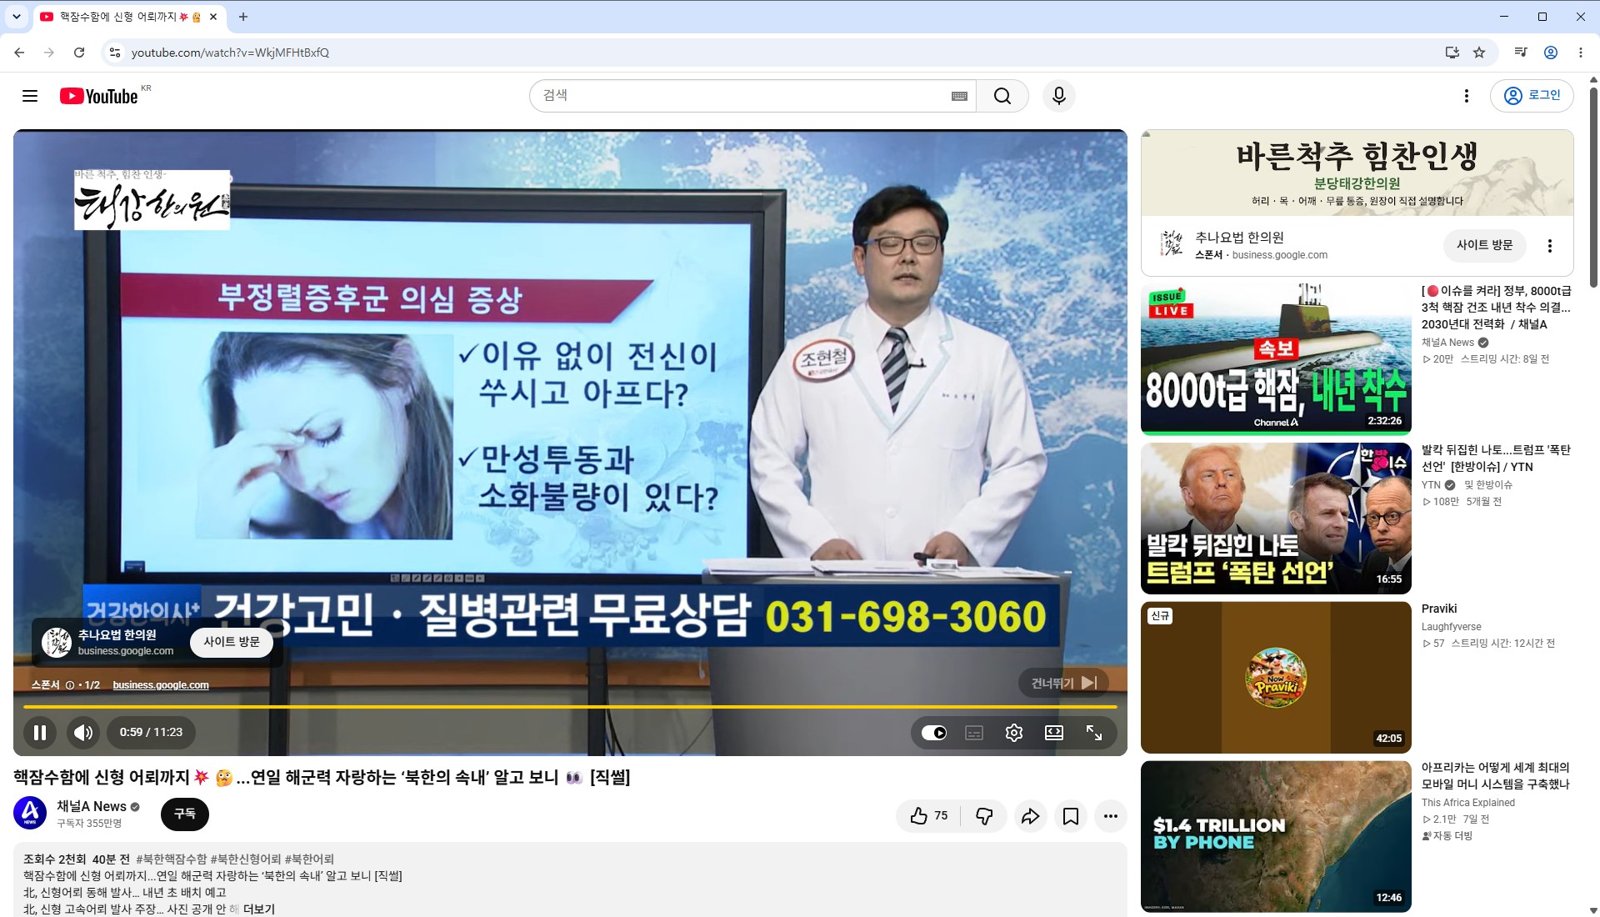 핵잠수함에 신형 어뢰까지💥🤔
youtube.com/watch?v=WkjMFHtBxfQ
YouTube KR
검색
로그인
바른 척추, 힘찬 인생
태강한의원
부정렬증후군 의심 증상
✓이유 없이 전신이
쑤시고 아프다?
✓만성투동과
소화불량이 있다?
조현철
건강한의사+ 건강고민 · 질병관련 무료상담 031-698-3060
추나요법 한의원
business.google.com
사이트 방문
스폰서 · 1/2 business.google.com
건너뛰기
0:59 / 11:23
핵잠수함에 신형 어뢰까지💥 🤔...연일 해군력 자랑하는 ‘북한의 속내’ 알고 보니 👀 [직썰]
채널A News
구독자 355만명
구독
75
조회수 2천회 40분 전 #북한핵잠수함 #북한신형어뢰 #북한어뢰
핵잠수함에 신형 어뢰까지...연일 해군력 자랑하는 ‘북한의 속내’ 알고 보니 [직썰]
北, 신형어뢰 동해 발사... 내년 초 배치 예고
北, 신형 고속어뢰 발사 주장... 사진 공개 안 해 더보기
바른척추 힘찬인생
분당태강한의원
허리 · 목 · 어깨 · 무릎 통증, 원장이 직접 설명합니다
추나요법 한의원
스폰서 · business.google.com
사이트 방문
ISSUE
LIVE
속보
8000t급 핵잠, 내년 착수
Channel A
2:32:26
[🔴이슈를 켜라] 정부, 8000t급
3척 핵잠 건조 내년 착수 의결...
2030년대 전력화 / 채널A
채널A News
20만 스트리밍 시간: 8일 전
한방이슈
발칵 뒤집힌 나토
트럼프 ‘폭탄 선언’
16:55
발칵 뒤집힌 나토...트럼프 '폭탄
선언' [한방이슈] / YTN
YTN 및 한방이슈
108만 5개월 전
신규
Now
Praviki
42:05
Praviki
Laughfyverse
57 스트리밍 시간: 12시간 전
$1.4 TRILLION
BY PHONE
12:46
아프리카는 어떻게 세계 최대의
모바일 머니 시스템을 구축했나
This Africa Explained
2.1만 7일 전
자동 더빙